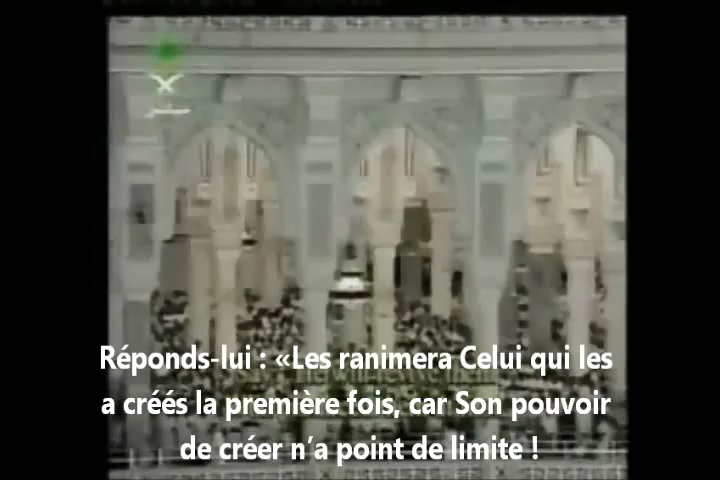 Réponds-lui : «Les ranimera Celui qui les
a créés la première fois, car Son pouvoir
de créer n’a point de limite !